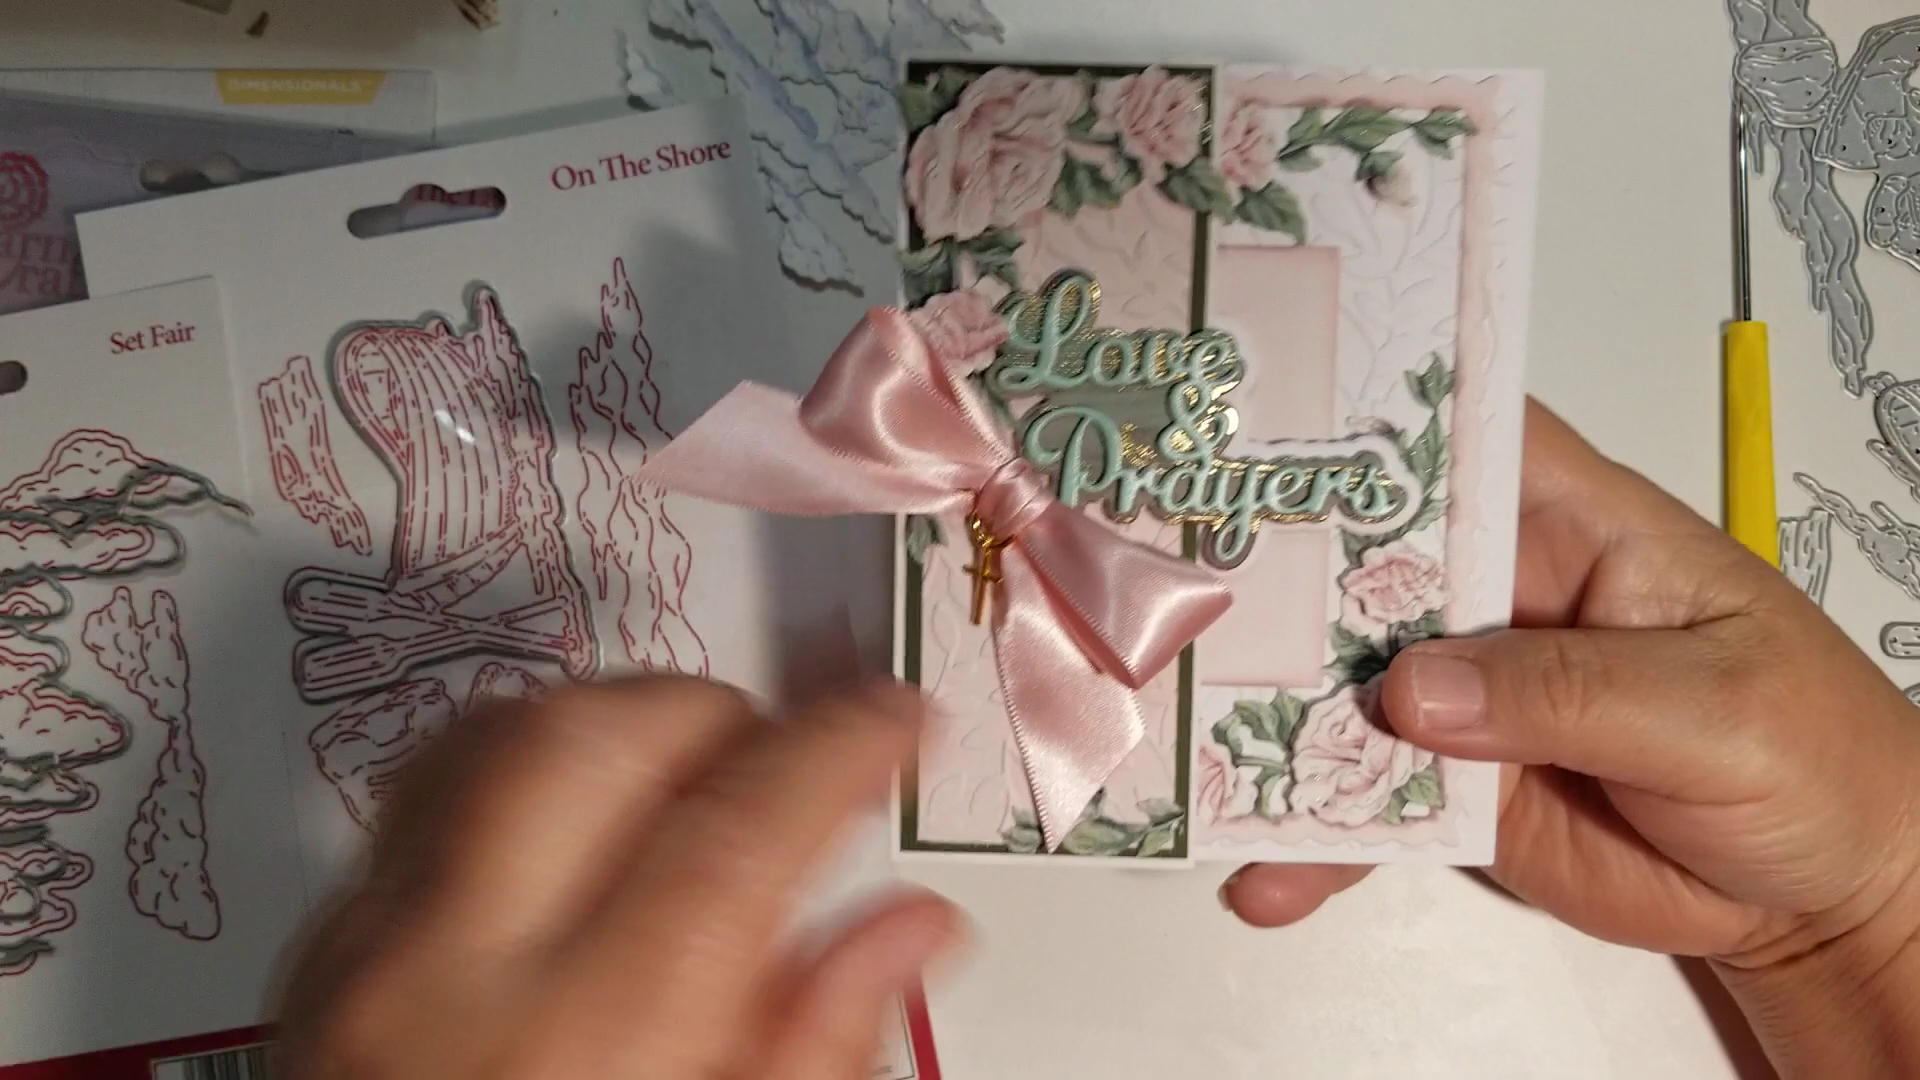 DIMENSIONALS
On The Shore
Set Fair
Love
&
Prayers